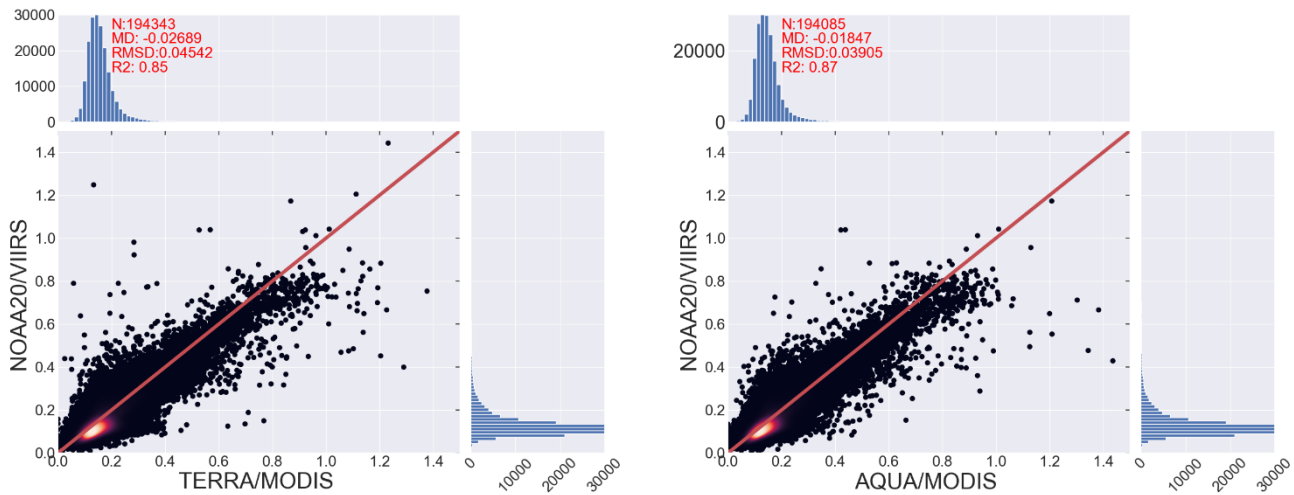 30000
20000
10000
0
N:194343
MD: -0.02689
RMSD:0.04542
R2: 0.85
NOAA20/VIIRS
1.4
1.2
1.0
0.8
0.6
0.4
0.2
0.0
0.0 0.2 0.4 0.6 0.8 1.0 1.2 1.4
TERRA/MODIS
0 10000 20000 30000
20000
0
N:194085
MD: -0.01847
RMSD:0.03905
R2: 0.87
NOAA20/VIIRS
1.4
1.2
1.0
0.8
0.6
0.4
0.2
0.0
0.0 0.2 0.4 0.6 0.8 1.0 1.2 1.4
AQUA/MODIS
0 10000 20000 30000